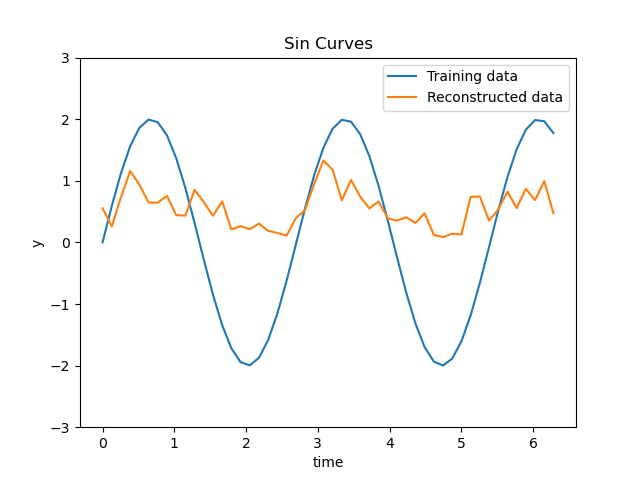 Sin Curves
Training data
Reconstructed data
3
2
1
0
−1
−2
−3
y
0 1 2 3 4 5 6
time